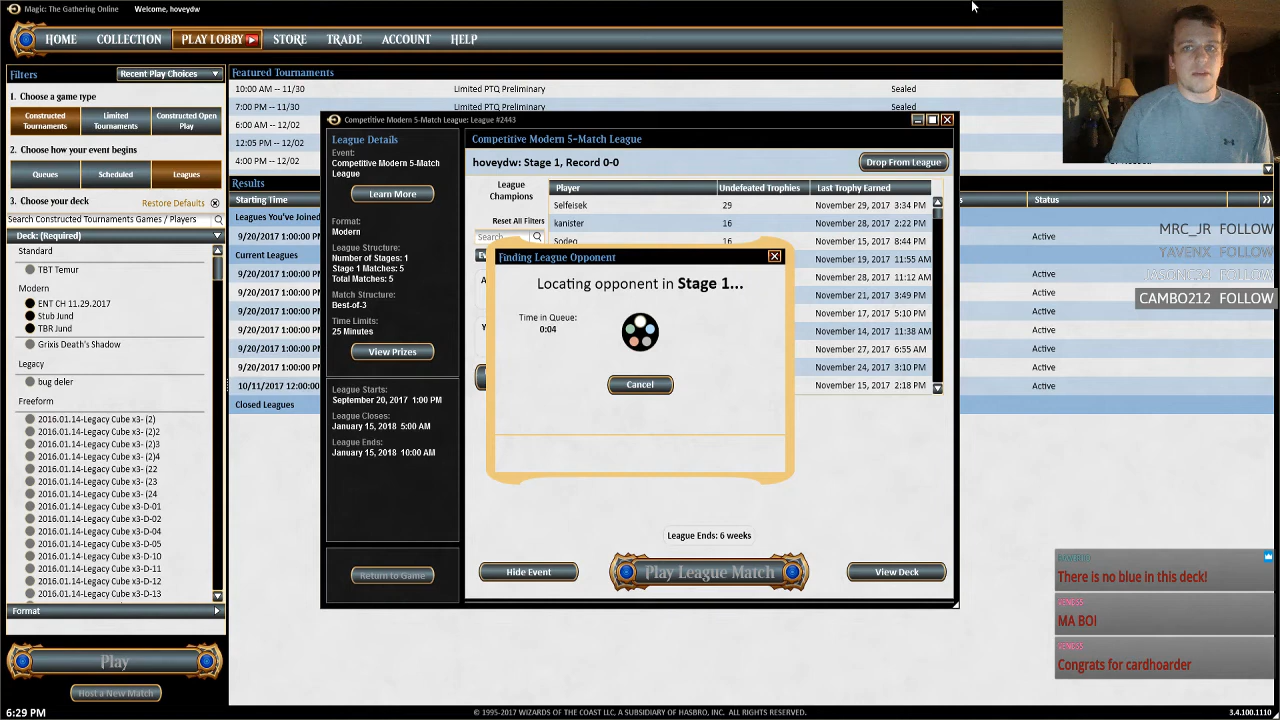 Magic: The Gathering Online Welcome, hoveydw
HOME COLLECTION PLAY LOBBY STORE TRADE ACCOUNT HELP
Filters Recent Play Choices
1. Choose a game type
Constructed Tournaments
Limited Tournaments
Constructed Open Play
2. Choose how your event begins
Queues Scheduled Leagues
3. Choose your deck Restore Defaults
Search Constructed Tournaments Games / Players
Deck: (Required)
Standard
TBT Temur
Modern
ENT CH 11.29.2017
Stub Jund
TBR Jund
Grixis Death's Shadow
Legacy
bug deler
Freeform
2016.01.14-Legacy Cube x3- (2)
2016.01.14-Legacy Cube x3- (2)2
2016.01.14-Legacy Cube x3- (2)3
2016.01.14-Legacy Cube x3- (2)4
2016.01.14-Legacy Cube x3- (22
2016.01.14-Legacy Cube x3- (23
2016.01.14-Legacy Cube x3- (24
2016.01.14-Legacy Cube x3-D-01
2016.01.14-Legacy Cube x3-D-02
2016.01.14-Legacy Cube x3-D-04
2016.01.14-Legacy Cube x3-D-05
2016.01.14-Legacy Cube x3-D-10
2016.01.14-Legacy Cube x3-D-11
2016.01.14-Legacy Cube x3-D-12
2016.01.14-Legacy Cube x3-D-13
Format
Play
Host a New Match
6:29 PM
Featured Tournaments
10:00 AM -- 11/30 Limited PTQ Preliminary Sealed
7:00 PM -- 11/30 Limited PTQ Preliminary Sealed
6:00 AM -- 12/02
12:05 PM -- 12/02
4:00 PM -- 12/02
Results
Starting Time Status
Leagues You've Joined
9/20/2017 1:00:00 PM Active
Current Leagues
9/20/2017 1:00:00 PM Active
9/20/2017 1:00:00 PM Active
9/20/2017 1:00:00 PM Active
9/20/2017 1:00:00 PM Active
9/20/2017 1:00:00 PM Active
9/20/2017 1:00:00 PM Active
10/11/2017 12:00:00 Active
Closed Leagues
Competitive Modern 5-Match League: League #2443
League Details
Event:
Competitive Modern 5-Match
League
Learn More
Format:
Modern
League Structure:
Number of Stages: 1
Stage 1 Matches: 5
Total Matches: 5
Match Structure:
Best-of-3
Time Limits:
25 Minutes
View Prizes
League Starts:
September 20, 2017 1:00 PM
League Closes:
January 15, 2018 5:00 AM
League Ends:
January 15, 2018 10:00 AM
Return to Game
Competitive Modern 5-Match League
hoveydw: Stage 1, Record 0-0 Drop From League
League Champions
Reset All Filters
Search
Player Undefeated Trophies Last Trophy Earned
Selfeisek 29 November 29, 2017 3:34 PM
kanister 16 November 28, 2017 2:22 PM
Sodeq 16 November 15, 2017 8:44 PM
November 19, 2017 11:55 AM
November 28, 2017 11:12 AM
November 21, 2017 3:49 PM
November 17, 2017 5:10 PM
November 14, 2017 11:38 AM
November 27, 2017 6:55 AM
November 24, 2017 3:10 PM
November 15, 2017 2:18 PM
Finding League Opponent
Locating opponent in Stage 1...
Time in Queue:
0:04
Cancel
League Ends: 6 weeks
Hide Event Play League Match View Deck
MRC_JR FOLLOW
YAVENX FOLLOW
CAMBO212 FOLLOW
There is no blue in this deck!
MA BOI
Congrats for cardhoarder
© 1995-2017 WIZARDS OF THE COAST LLC, A SUBSIDIARY OF HASBRO, INC. ALL RIGHTS RESERVED.
3.4.100.1110